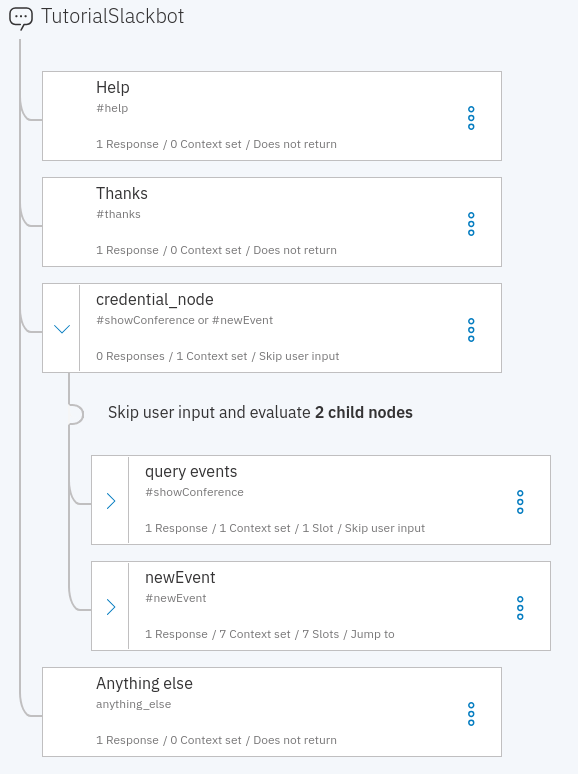 TutorialSlackbot
Help
#help
1 Response / 0 Context set / Does not return
Thanks
#thanks
1 Response / 0 Context set / Does not return
credential_node
#showConference or #newEvent
0 Responses / 1 Context set / Skip user input
Skip user input and evaluate 2 child nodes
query events
#showConference
1 Response / 1 Context set / 1 Slot / Skip user input
newEvent
#newEvent
1 Response / 7 Context set / 7 Slots / Jump to
Anything else
anything_else
1 Response / 0 Context set / Does not return